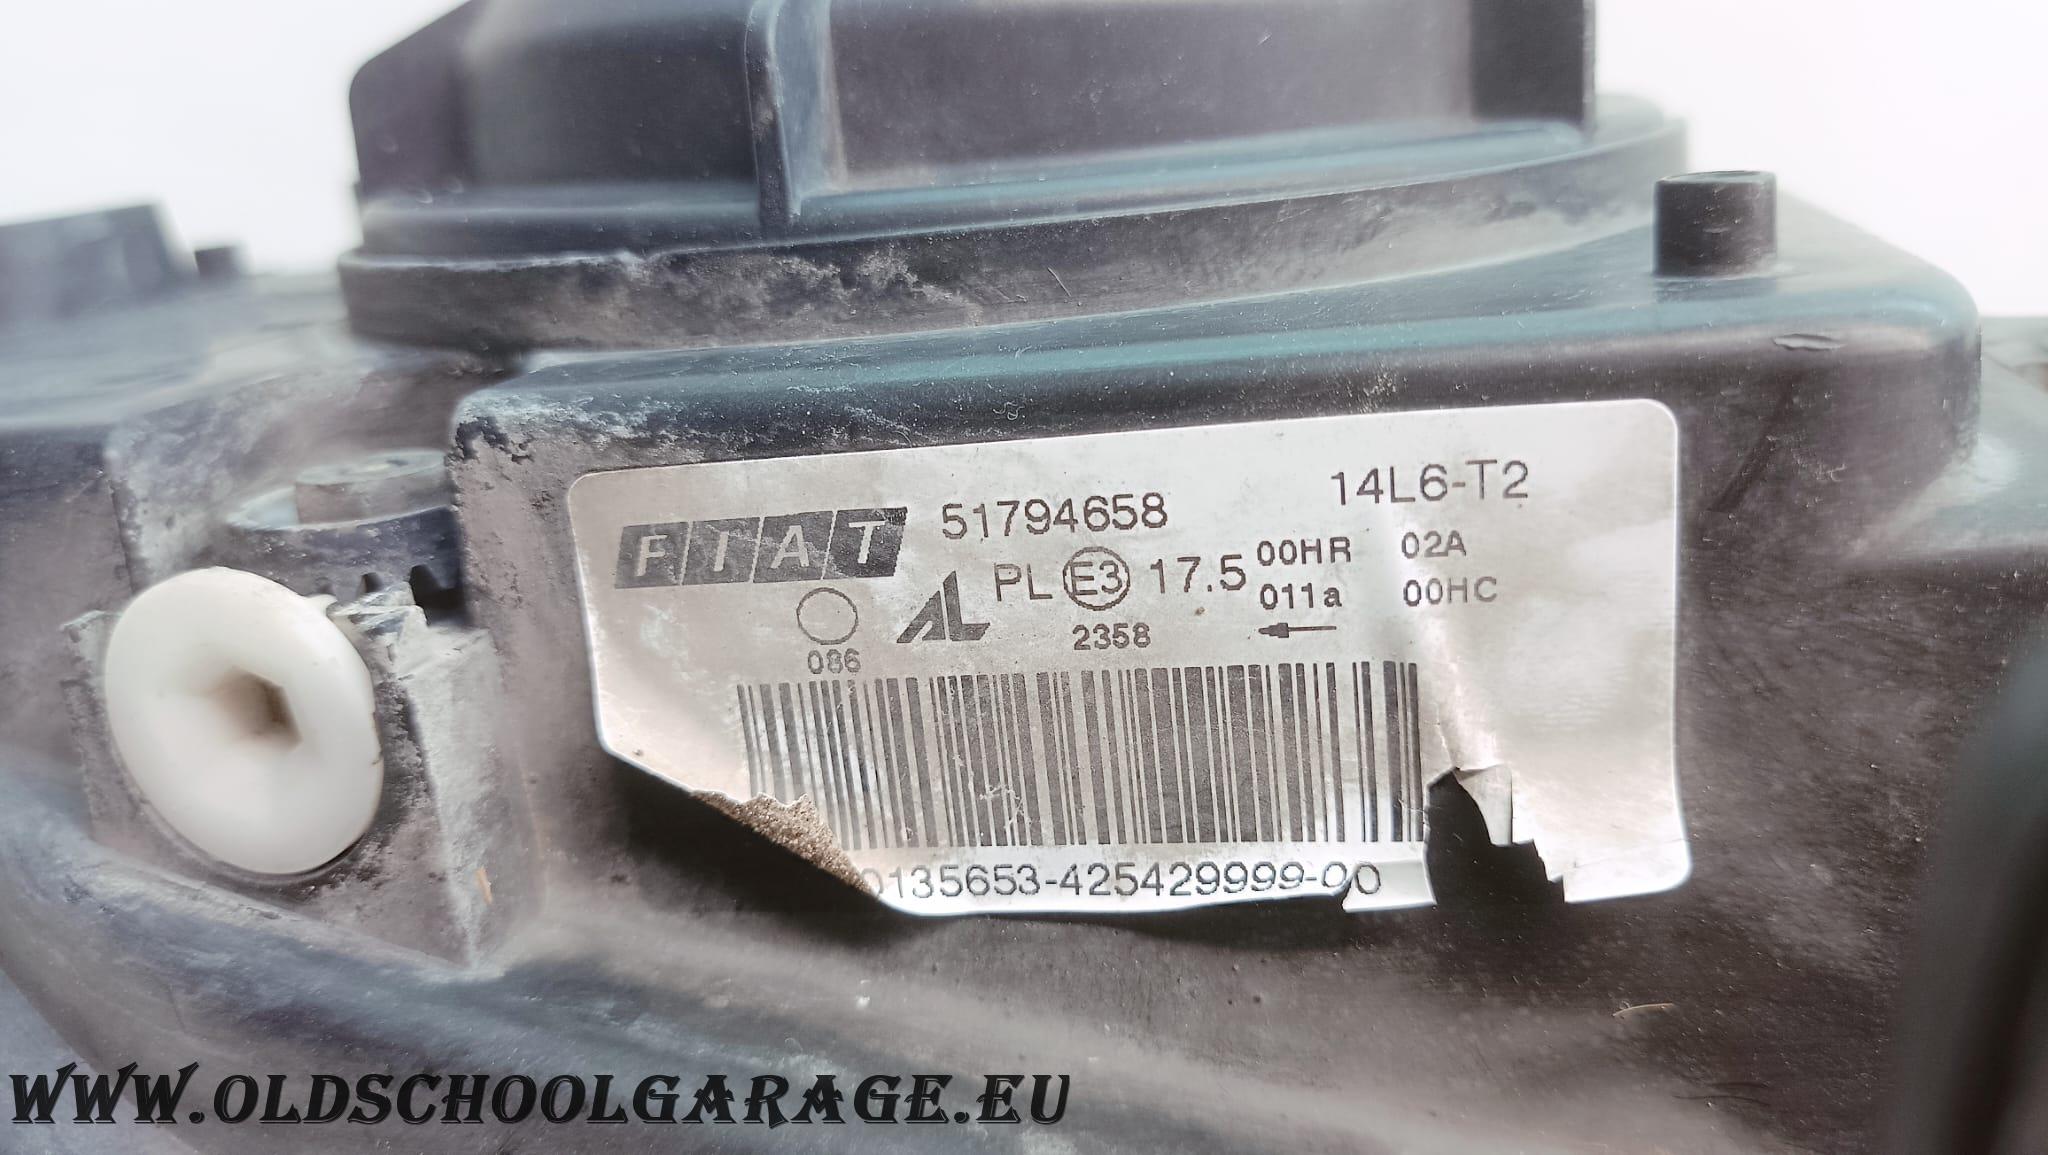 FIAT 51794658 14L6-T2
PL E3 17.5 00HR 02A
011a 00HC
AL
086 2358
0135653-425429999-00
WWW.OLDSCHOOLGARAGE.EU